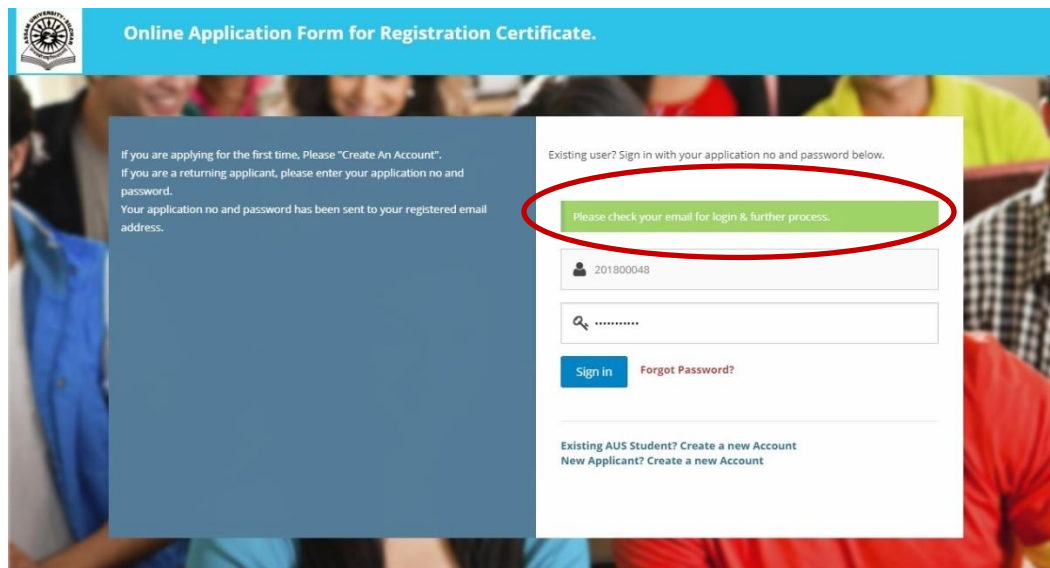 ASSAM UNIVERSITY, SILCHAR
Online Application Form for Registration Certificate.
If you are applying for the first time, Please "Create An Account".
If you are a returning applicant, please enter your application no and
password.
Your application no and password has been sent to your registered email
address.
Existing user? Sign in with your application no and password below.
Please check your email for login & further process.
201800048
Sign in
Forgot Password?
Existing AUS Student? Create a new Account
New Applicant? Create a new Account